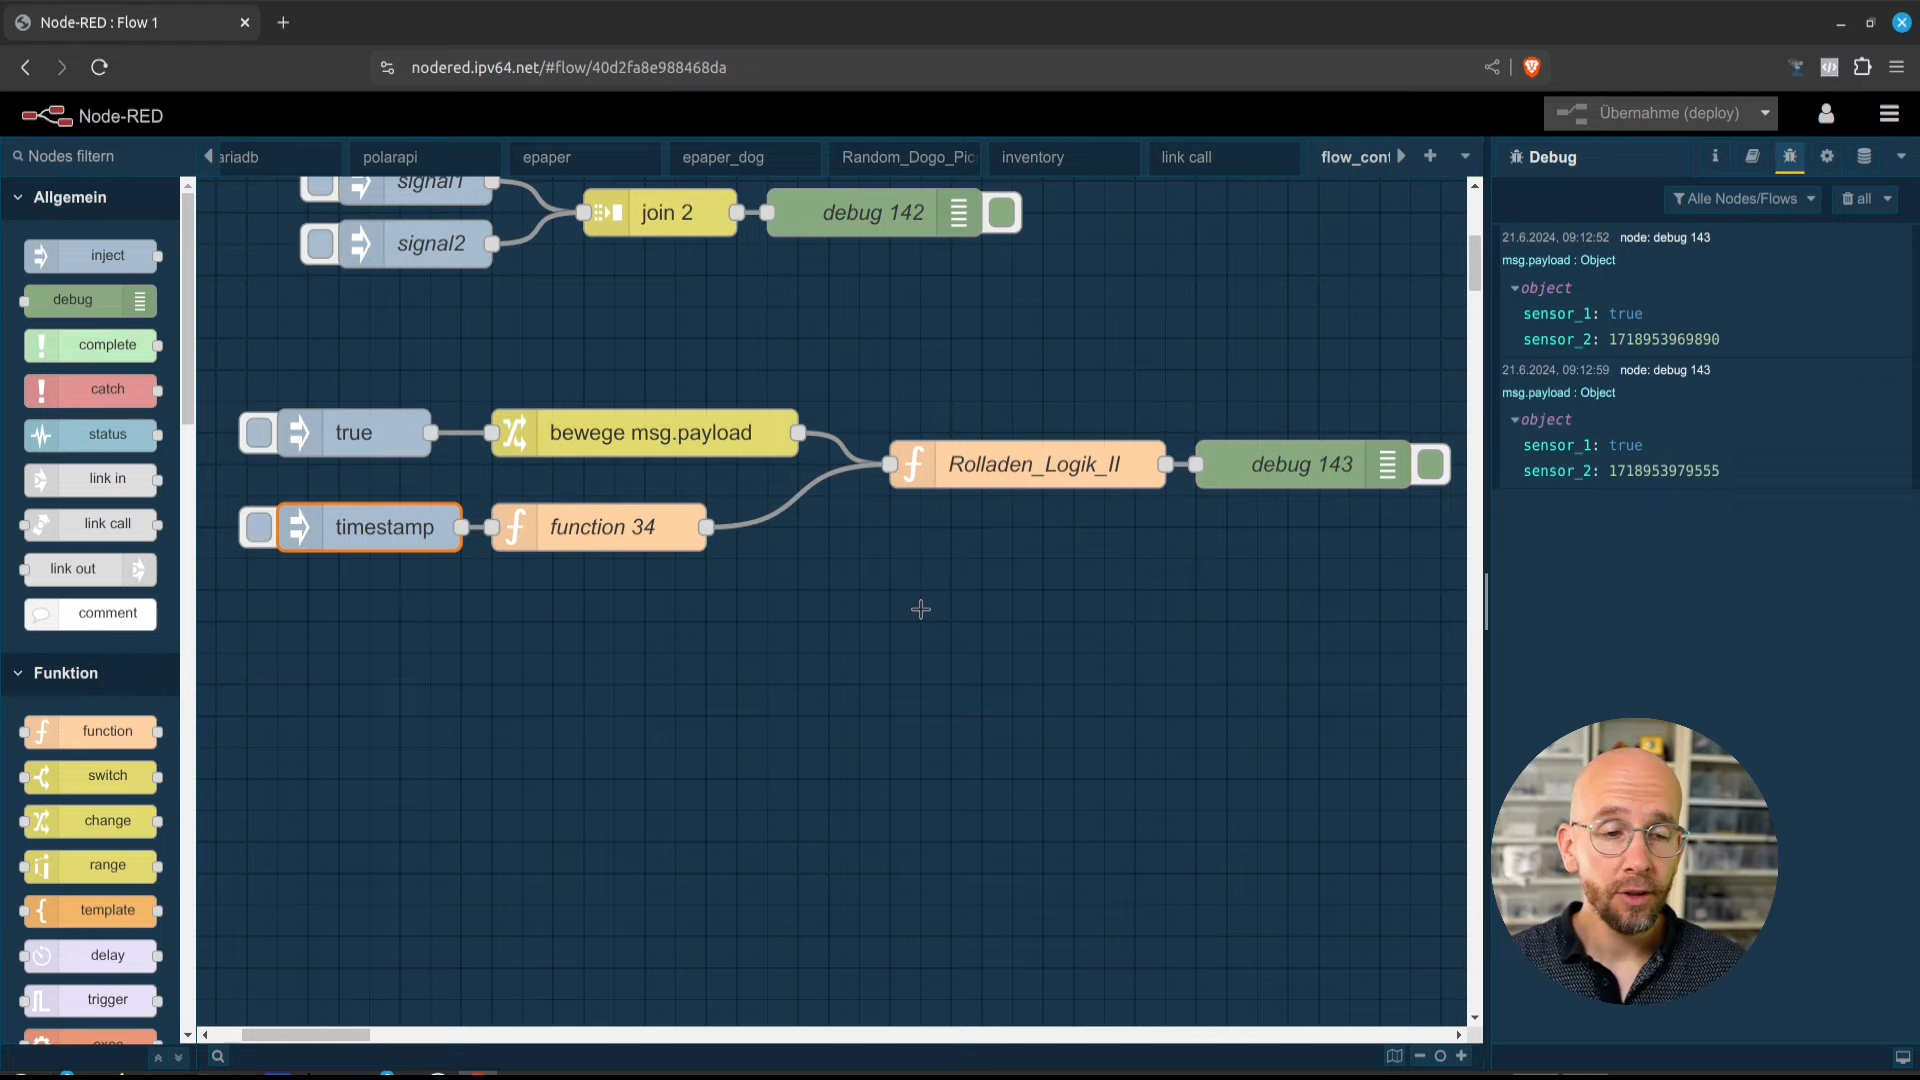 Node-RED : Flow 1
nodered.ipv64.net/#flow/40d2fa8e988468da
Node-RED
Übernahme (deploy)
Nodes filtern
ariadb
polarapi
epaper
epaper_dog
Random_Dogo_Pic
inventory
link call
flow_cont
Debug
Alle Nodes/Flows
all
Allgemein
inject
debug
complete
catch
status
link in
link call
link out
comment
Funktion
function
switch
change
range
template
delay
trigger
signal1
signal2
join 2
debug 142
true
bewege msg.payload
Rolladen_Logik_II
debug 143
timestamp
function 34
21.6.2024, 09:12:52 node: debug 143
msg.payload : Object
object
sensor_1: true
sensor_2: 1718953969890
21.6.2024, 09:12:59 node: debug 143
msg.payload : Object
object
sensor_1: true
sensor_2: 1718953979555